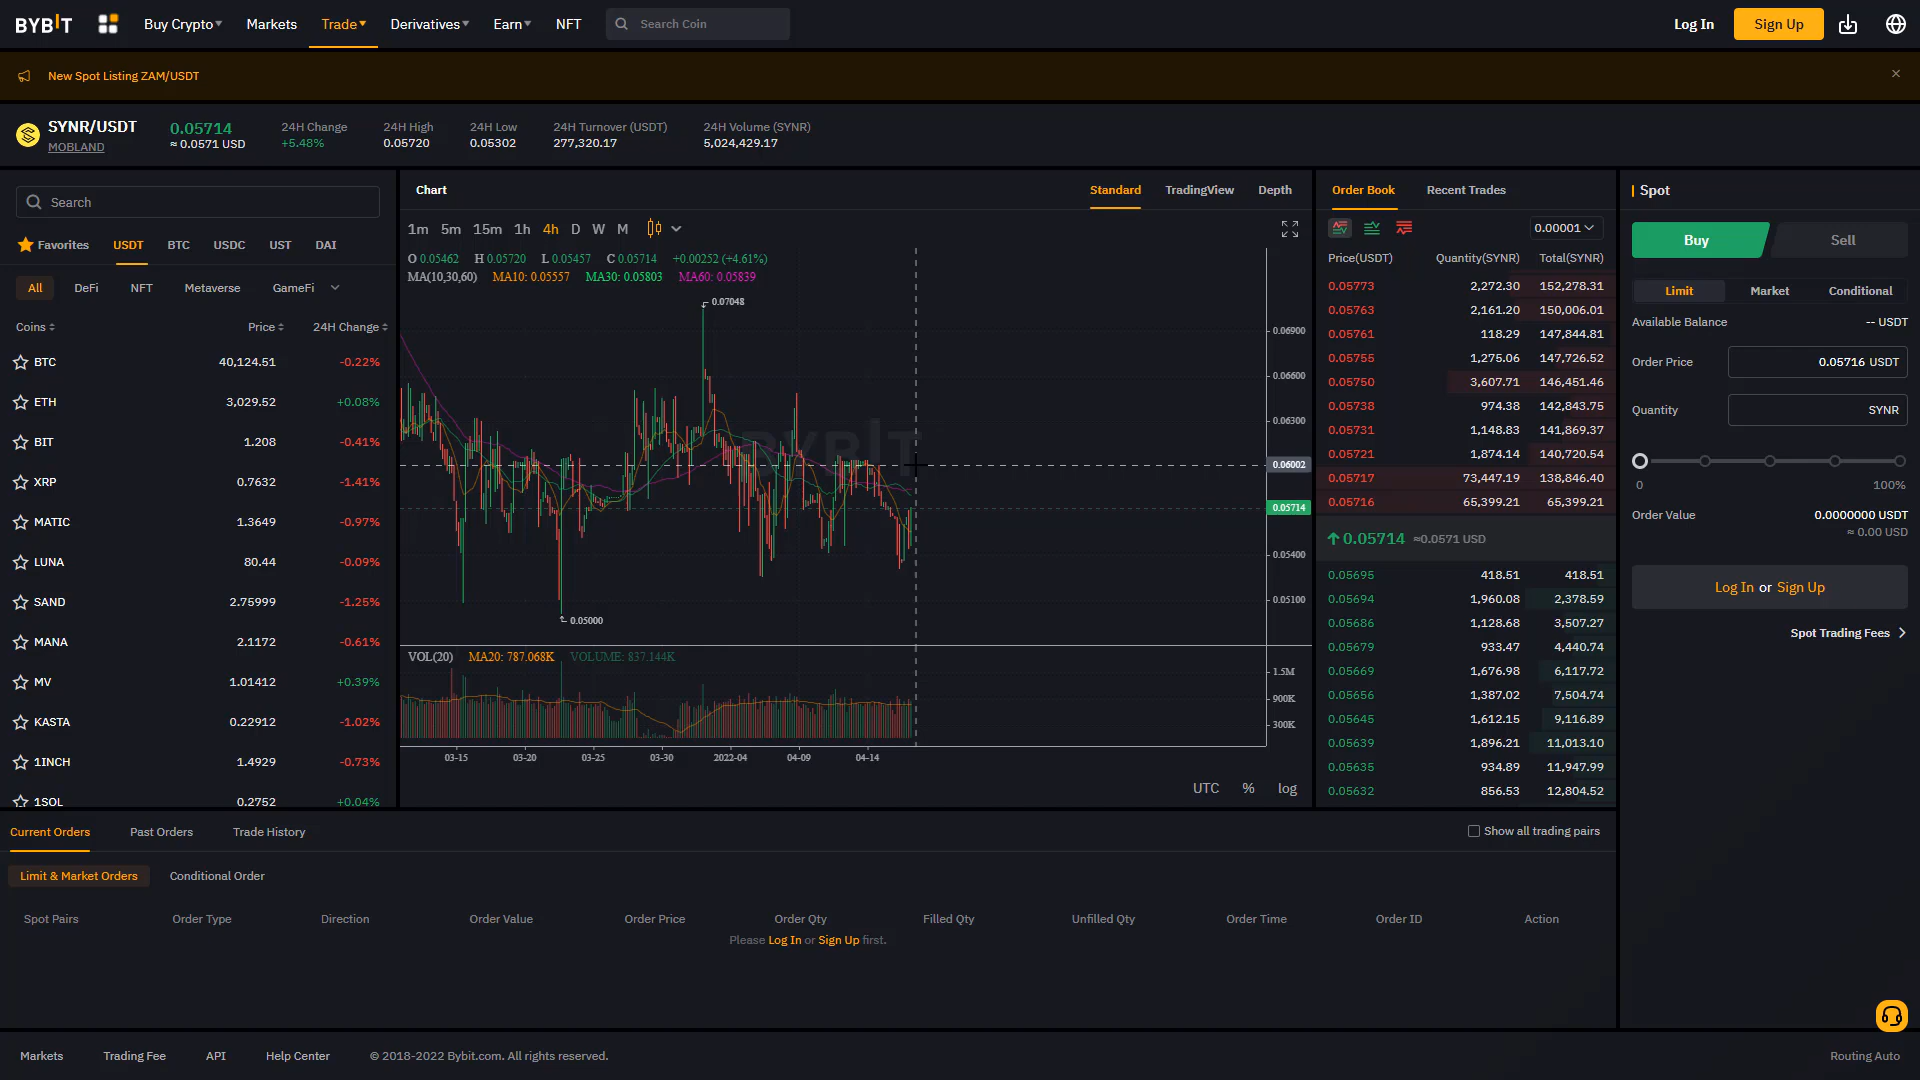 BYBIT
Buy Crypto
Markets
Trade
Derivatives
Earn
NFT
Search Coin
Log In
Sign Up
New Spot Listing ZAM/USDT
SYNR/USDT
MOBLAND
0.05714
≈ 0.0571 USD
24H Change
+5.48%
24H High
0.05720
24H Low
0.05302
24H Turnover (USDT)
277,320.17
24H Volume (SYNR)
5,024,429.17
Search
Favorites USDT BTC USDC UST DAI
All DeFi NFT Metaverse GameFi
Coins Price 24H Change
BTC 40,124.51 -0.22%
ETH 3,029.52 +0.08%
BIT 1.208 -0.41%
XRP 0.7632 -1.41%
MATIC 1.3649 -0.97%
LUNA 80.44 -0.09%
SAND 2.75999 -1.25%
MANA 2.1172 -0.61%
MV 1.01412 +0.39%
KASTA 0.22912 -1.02%
1INCH 1.4929 -0.73%
1SOL 0.2752 +0.04%
Chart
Standard TradingView Depth
1m 5m 15m 1h 4h D W M
O 0.05462 H 0.05720 L 0.05457 C 0.05714 +0.00252 (+4.61%)
MA(10,30,60) MA10: 0.05557 MA30: 0.05803 MA60: 0.05839
0.07048
BYBIT
0.05000
0.06900
0.06600
0.06300
0.06002
0.05714
0.05400
0.05100
VOL(20) MA20: 787.068K VOLUME: 837.144K
1.5M
900K
300K
03-15 03-20 03-25 03-30 2022-04 04-09 04-14
UTC % log
Order Book Recent Trades
0.00001
Price(USDT) Quantity(SYNR) Total(SYNR)
0.05773 2,272.30 152,278.31
0.05763 2,161.20 150,006.01
0.05761 118.29 147,844.81
0.05755 1,275.06 147,726.52
0.05750 3,607.71 146,451.46
0.05738 974.38 142,843.75
0.05731 1,148.83 141,869.37
0.05721 1,874.14 140,720.54
0.05717 73,447.19 138,846.40
0.05716 65,399.21 65,399.21
0.05714 ≈0.0571 USD
0.05695 418.51 418.51
0.05694 1,960.08 2,378.59
0.05686 1,128.68 3,507.27
0.05679 933.47 4,440.74
0.05669 1,676.98 6,117.72
0.05656 1,387.02 7,504.74
0.05645 1,612.15 9,116.89
0.05639 1,896.21 11,013.10
0.05635 934.89 11,947.99
0.05632 856.53 12,804.52
Spot
Buy Sell
Limit Market Conditional
Available Balance -- USDT
Order Price 0.05716 USDT
Quantity SYNR
0 100%
Order Value 0.0000000 USDT
≈ 0.00 USD
Log In or Sign Up
Spot Trading Fees
Current Orders Past Orders Trade History
Show all trading pairs
Limit & Market Orders Conditional Order
Spot Pairs Order Type Direction Order Value Order Price Order Qty Filled Qty Unfilled Qty Order Time Order ID Action
Please Log In or Sign Up first.
Markets Trading Fee API Help Center © 2018-2022 Bybit.com. All rights reserved.
Routing Auto